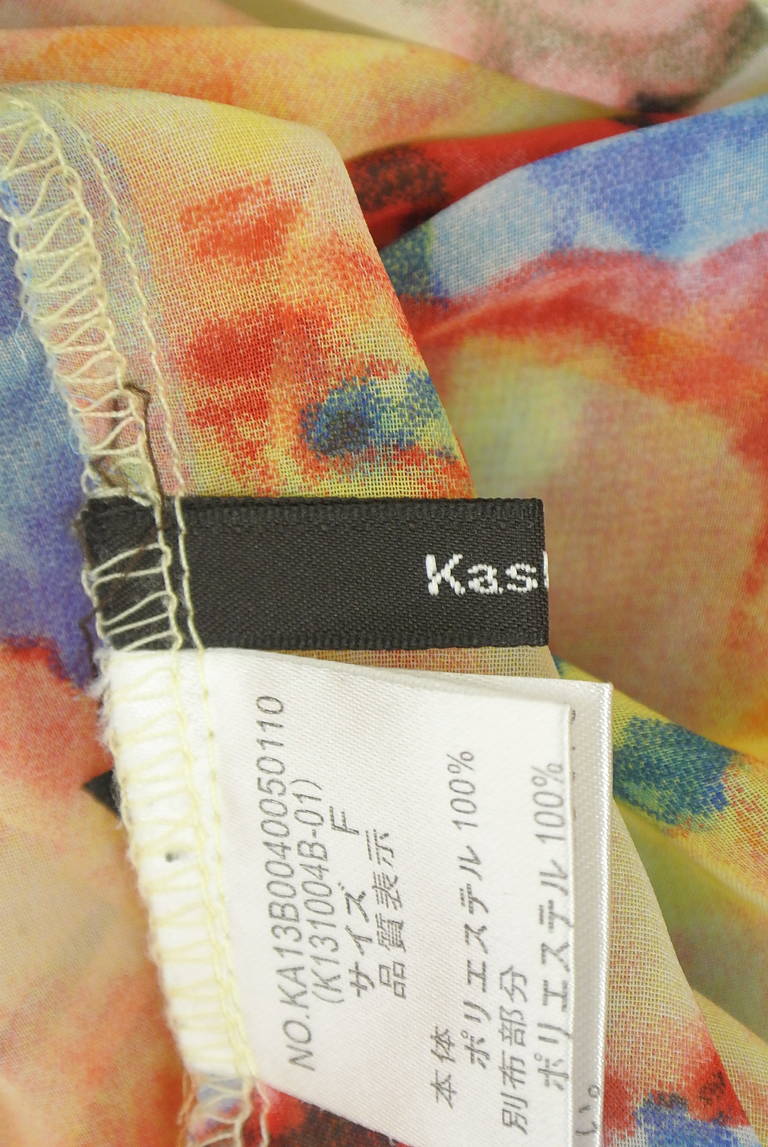 Kas
NO.KA13B0040050110
(K131004B-01)
サイズ F
品質表示
本体
ポリエステル 100%
別布部分
ポリエステル 100%
い。